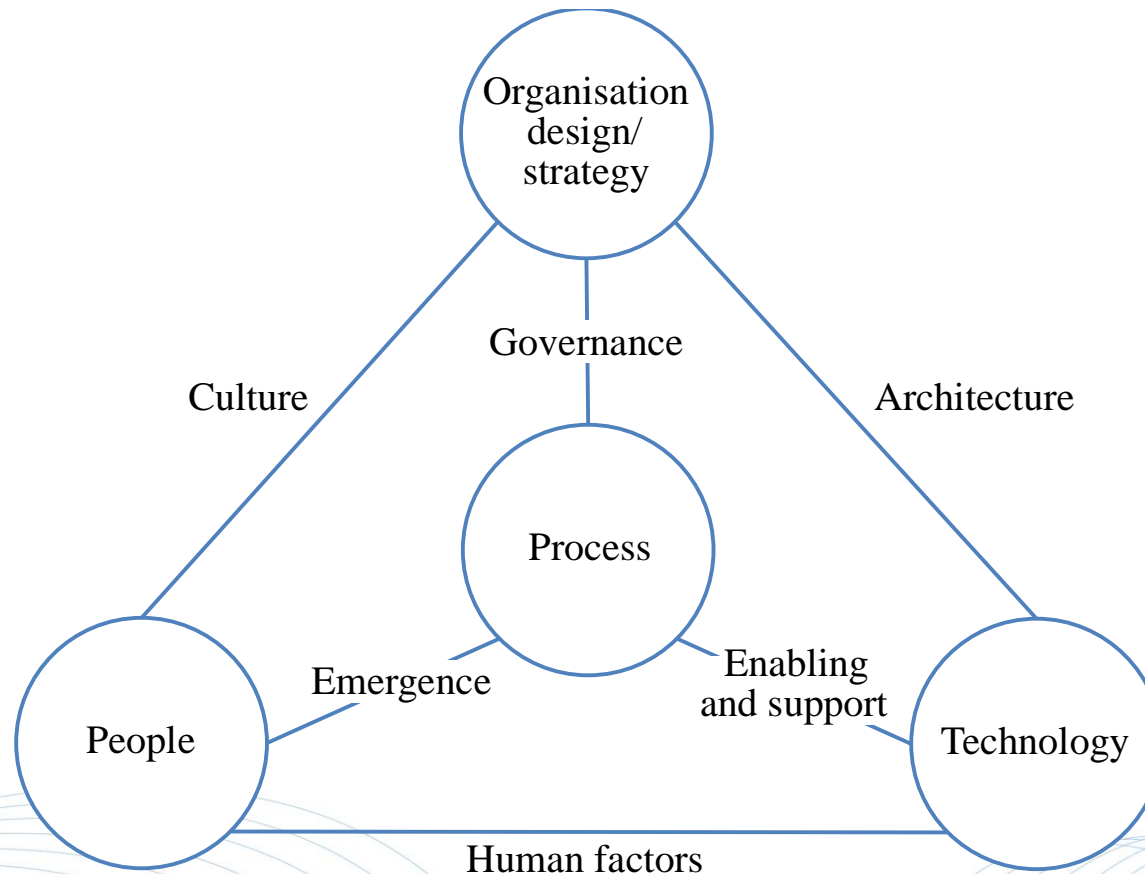 Organisation
design/
strategy
Governance
Culture
Architecture
Process
Enabling
and support
Emergence
People
Technology
Human factors